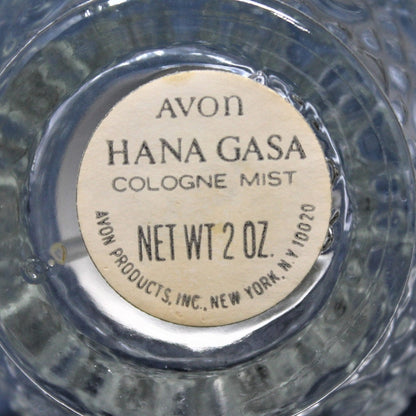 AVON
HANA GASA
COLOGNE MIST
NET WT 2 OZ.
AVON PRODUCTS, INC., NEW YORK, N Y 10020